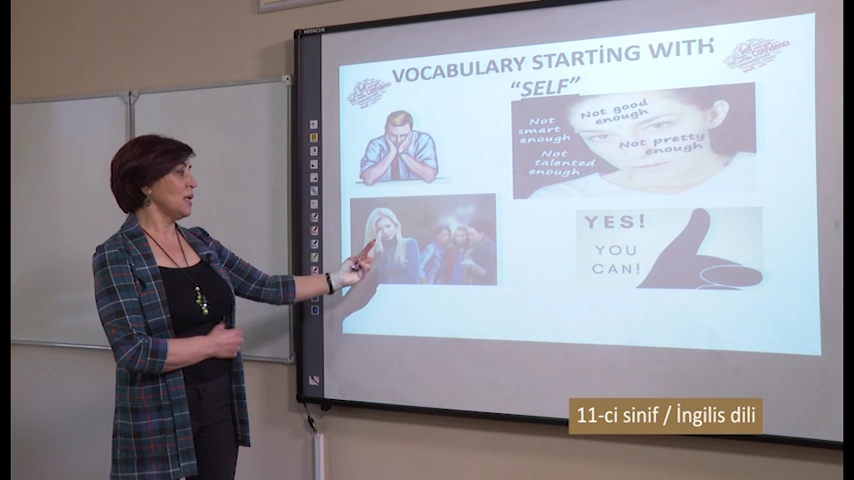 HITACHI
VOCABULARY STARTİNG WITH
"SELF"
Not good
enough
Not
smart
enough
Not pretty
enough
Not
talented
enough
YES!
YOU
CAN!
11-ci sinif / İngilis dili